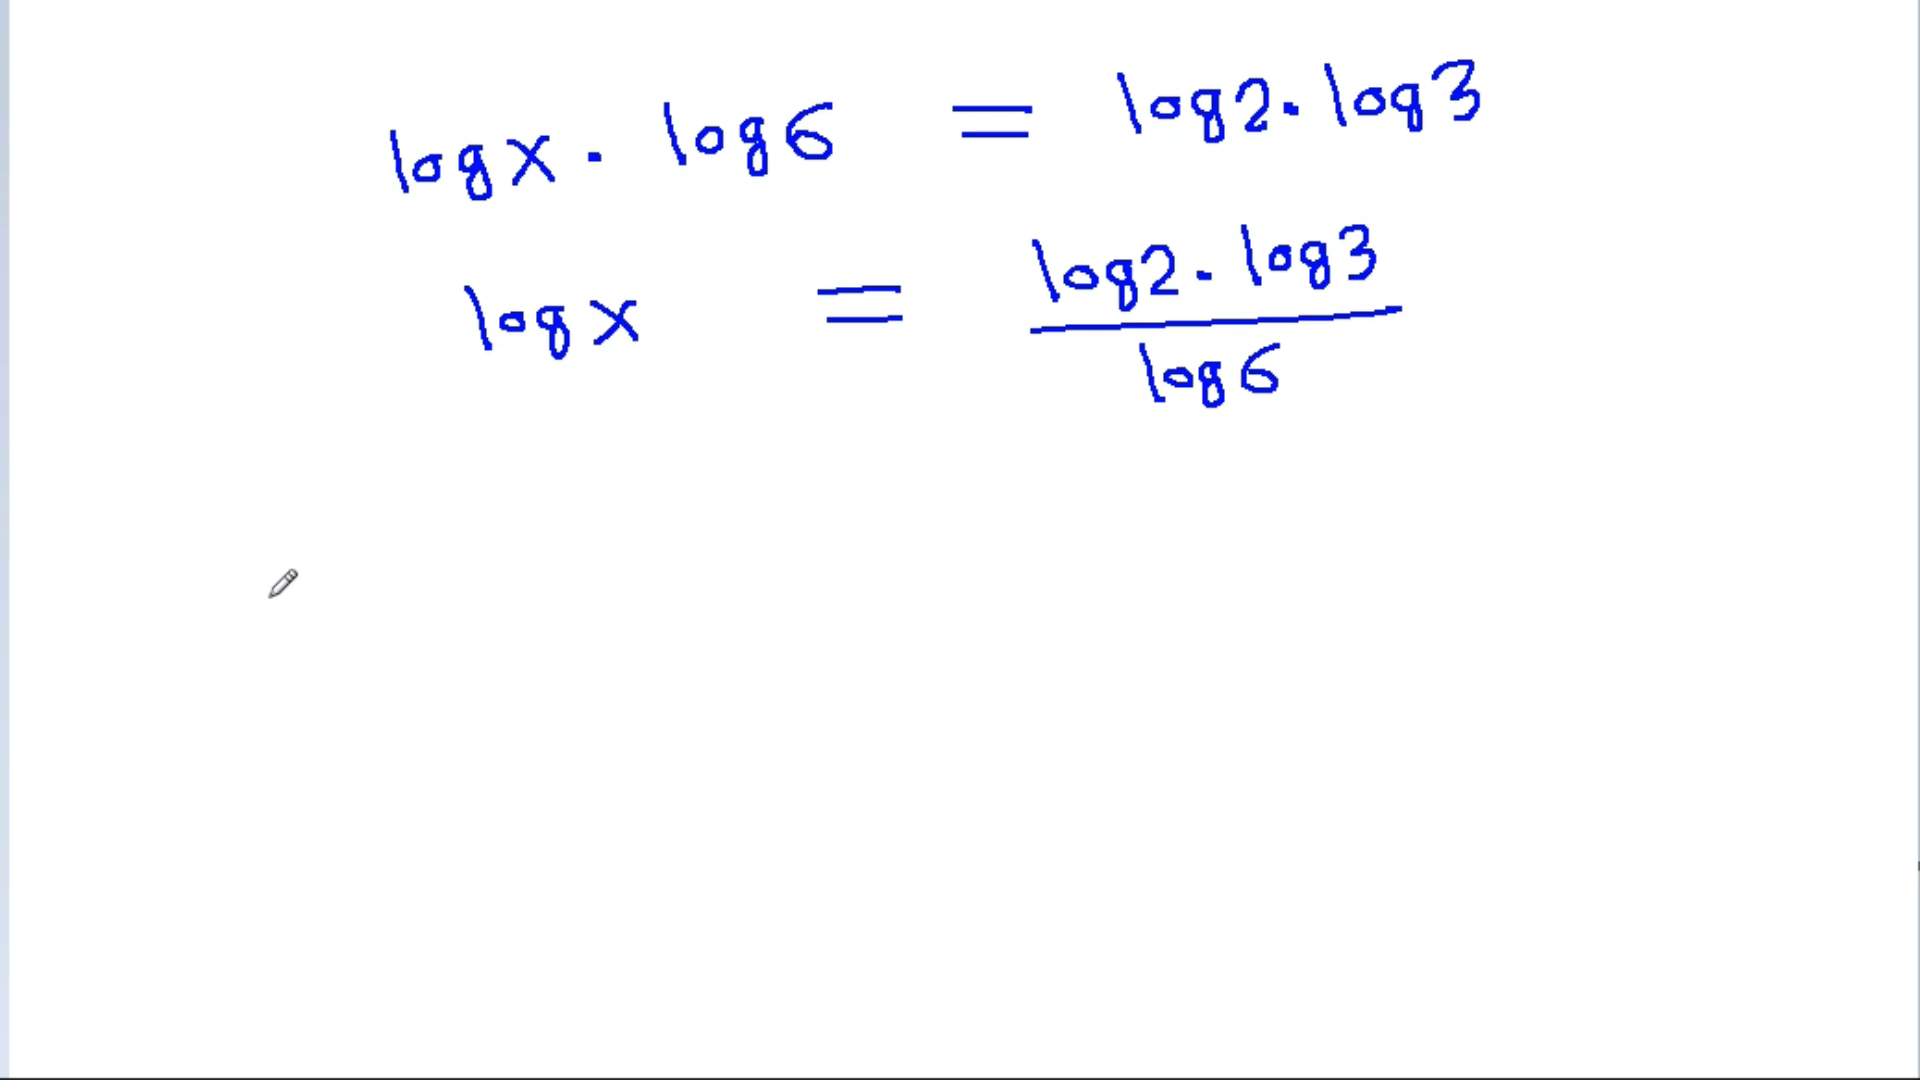 log x . log 6 = log 2 . log 3
log x = log 2 . log 3 / log 6